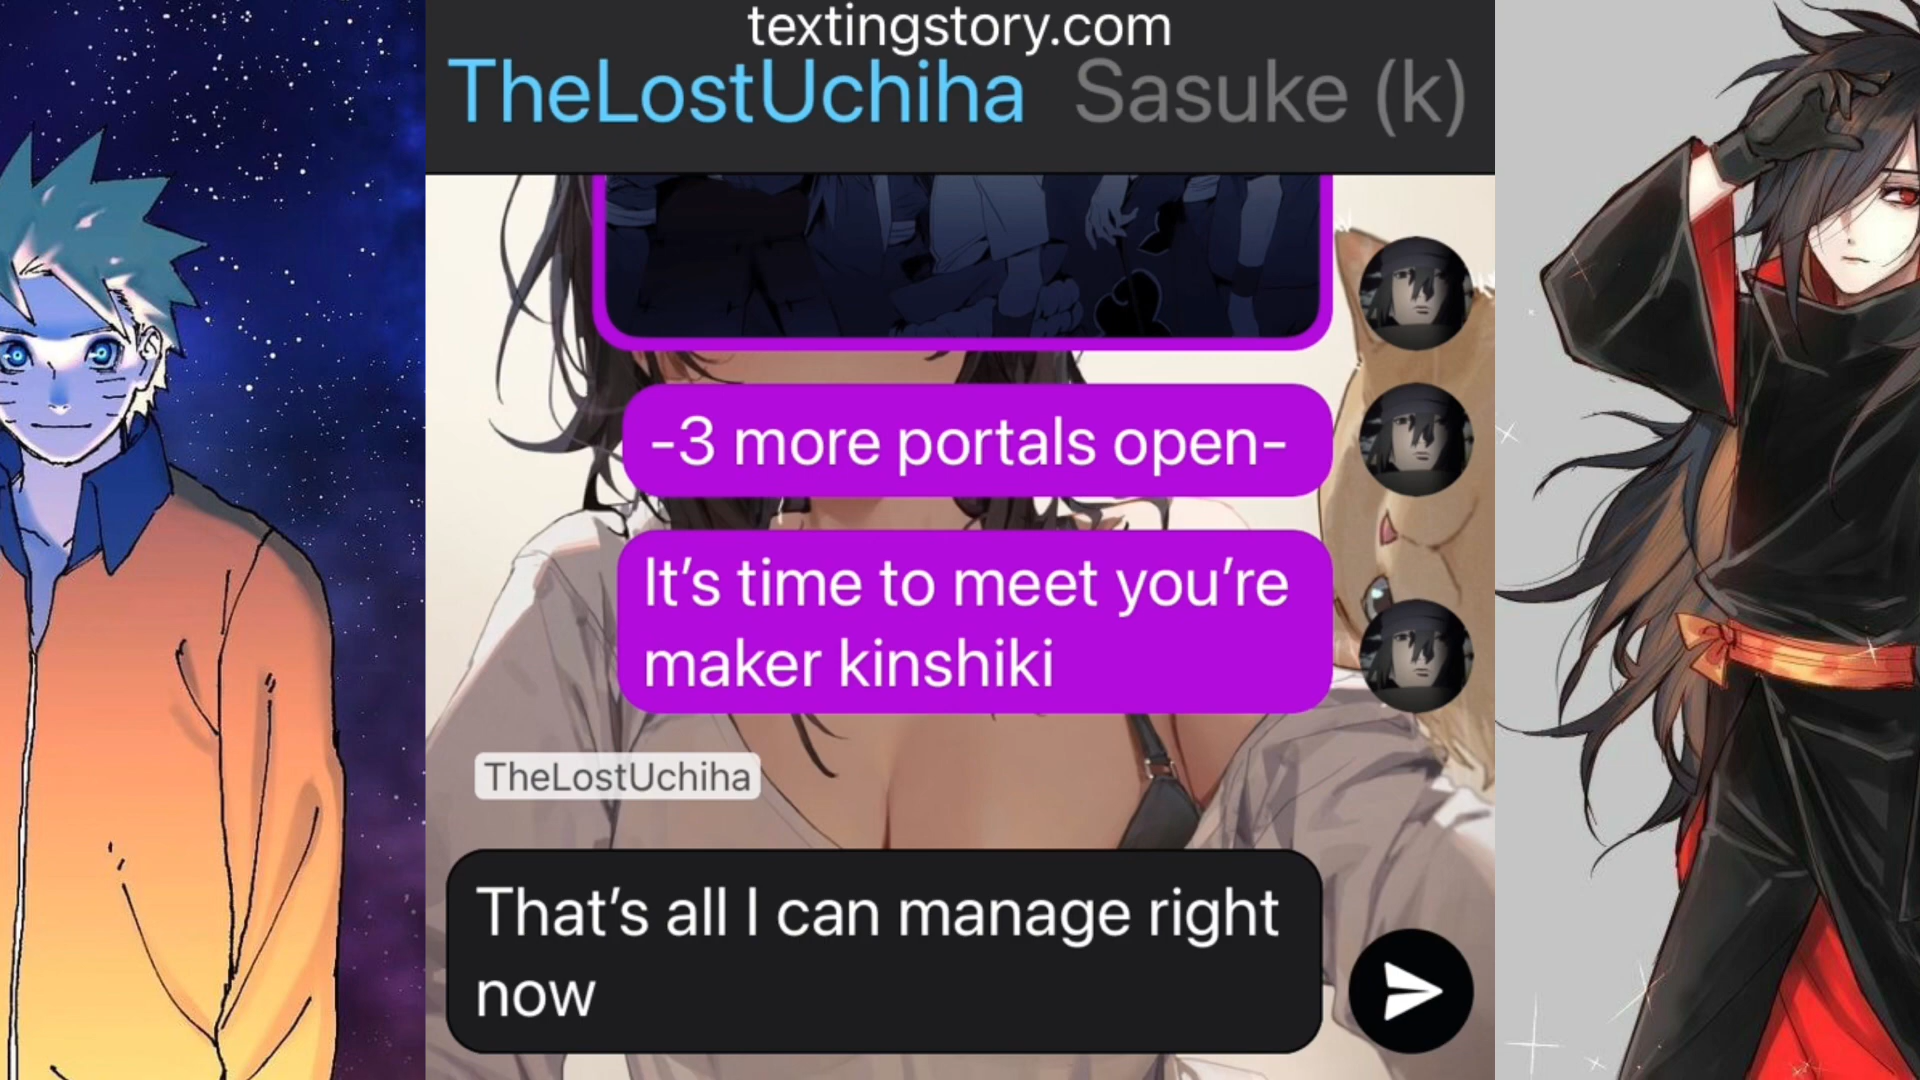 textingstory.com
TheLostUchiha Sasuke (k)
-3 more portals open-
It’s time to meet you’re
maker kinshiki
TheLostUchiha
That’s all I can manage right
now